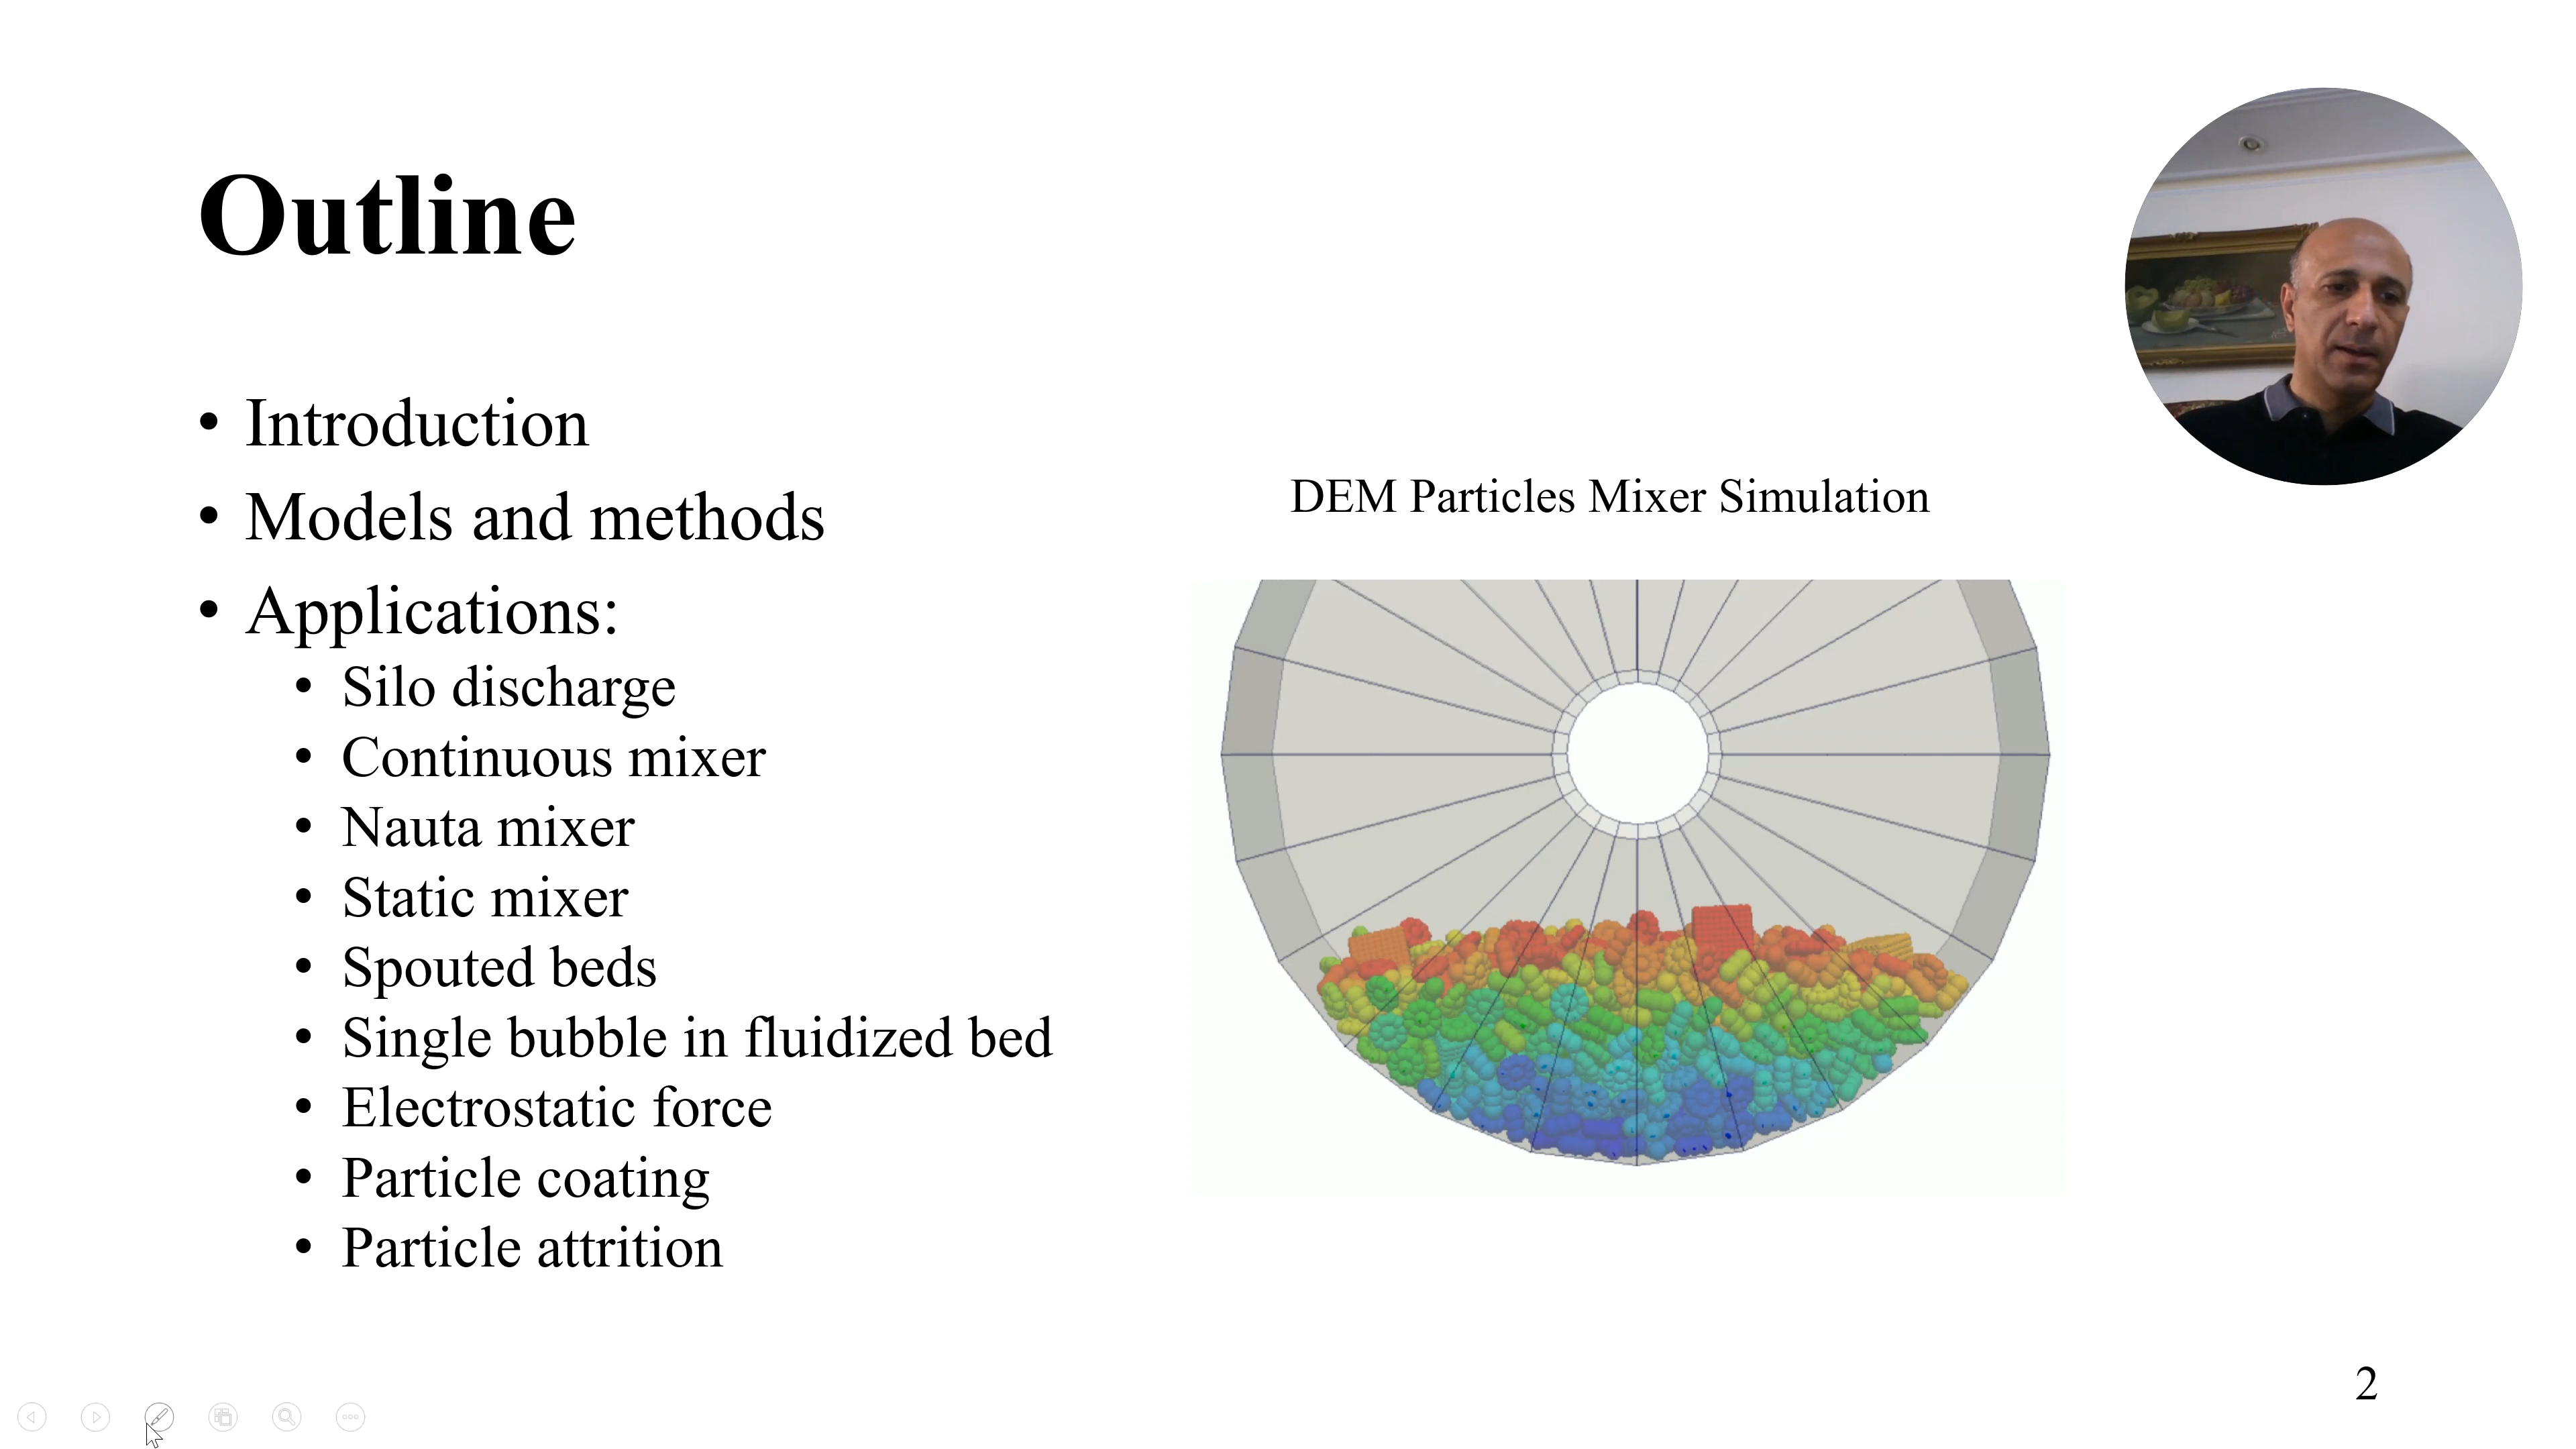 Outline
• Introduction
• Models and methods
• Applications:
• Silo discharge
• Continuous mixer
• Nauta mixer
• Static mixer
• Spouted beds
• Single bubble in fluidized bed
• Electrostatic force
• Particle coating
• Particle attrition
DEM Particles Mixer Simulation
2